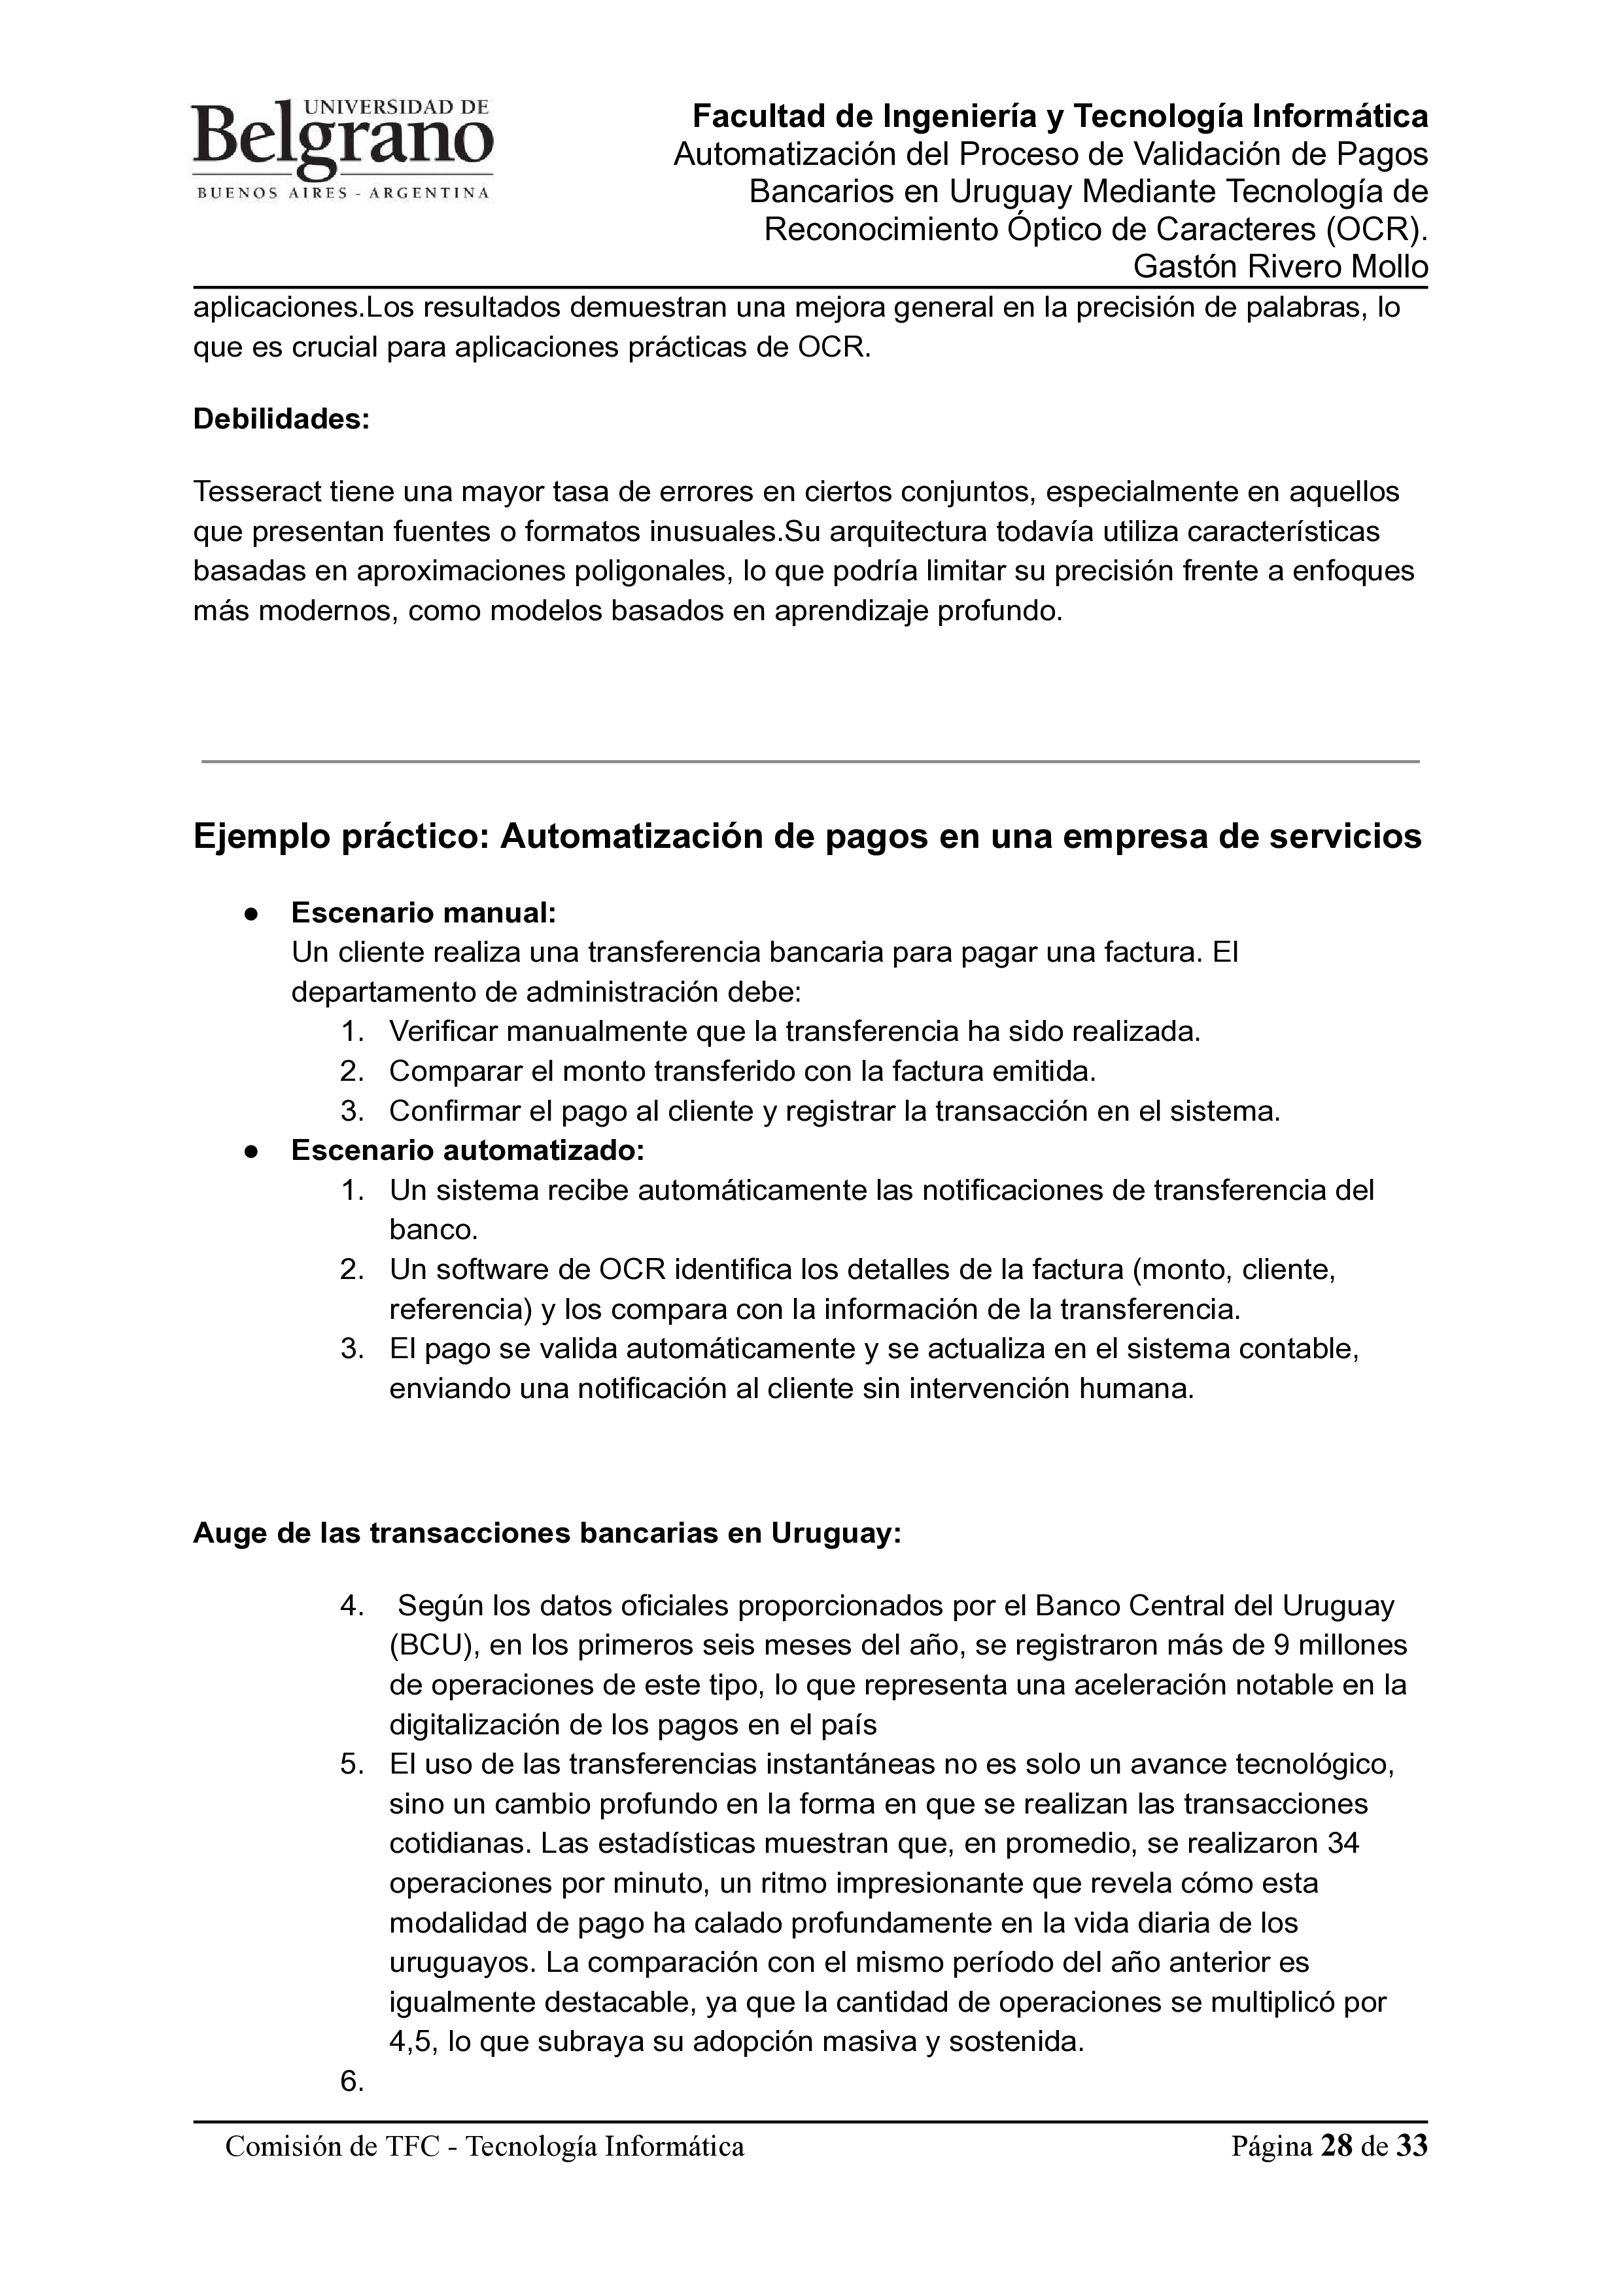 UNIVERSIDAD DE
Belgrano
BUENOS AIRES - ARGENTINA
Facultad de Ingeniería y Tecnología Informática
Automatización del Proceso de Validación de Pagos
Bancarios en Uruguay Mediante Tecnología de
Reconocimiento Óptico de Caracteres (OCR).
Gastón Rivero Mollo
aplicaciones.Los resultados demuestran una mejora general en la precisión de palabras, lo
que es crucial para aplicaciones prácticas de OCR.
Debilidades:
Tesseract tiene una mayor tasa de errores en ciertos conjuntos, especialmente en aquellos
que presentan fuentes o formatos inusuales.Su arquitectura todavía utiliza características
basadas en aproximaciones poligonales, lo que podría limitar su precisión frente a enfoques
más modernos, como modelos basados en aprendizaje profundo.
Ejemplo práctico: Automatización de pagos en una empresa de servicios
● Escenario manual:
Un cliente realiza una transferencia bancaria para pagar una factura. El
departamento de administración debe:
1. Verificar manualmente que la transferencia ha sido realizada.
2. Comparar el monto transferido con la factura emitida.
3. Confirmar el pago al cliente y registrar la transacción en el sistema.
● Escenario automatizado:
1. Un sistema recibe automáticamente las notificaciones de transferencia del
banco.
2. Un software de OCR identifica los detalles de la factura (monto, cliente,
referencia) y los compara con la información de la transferencia.
3. El pago se valida automáticamente y se actualiza en el sistema contable,
enviando una notificación al cliente sin intervención humana.
Auge de las transacciones bancarias en Uruguay:
4. Según los datos oficiales proporcionados por el Banco Central del Uruguay
(BCU), en los primeros seis meses del año, se registraron más de 9 millones
de operaciones de este tipo, lo que representa una aceleración notable en la
digitalización de los pagos en el país
5. El uso de las transferencias instantáneas no es solo un avance tecnológico,
sino un cambio profundo en la forma en que se realizan las transacciones
cotidianas. Las estadísticas muestran que, en promedio, se realizaron 34
operaciones por minuto, un ritmo impresionante que revela cómo esta
modalidad de pago ha calado profundamente en la vida diaria de los
uruguayos. La comparación con el mismo período del año anterior es
igualmente destacable, ya que la cantidad de operaciones se multiplicó por
4,5, lo que subraya su adopción masiva y sostenida.
6.
Comisión de TFC - Tecnología Informática Página 28 de 33